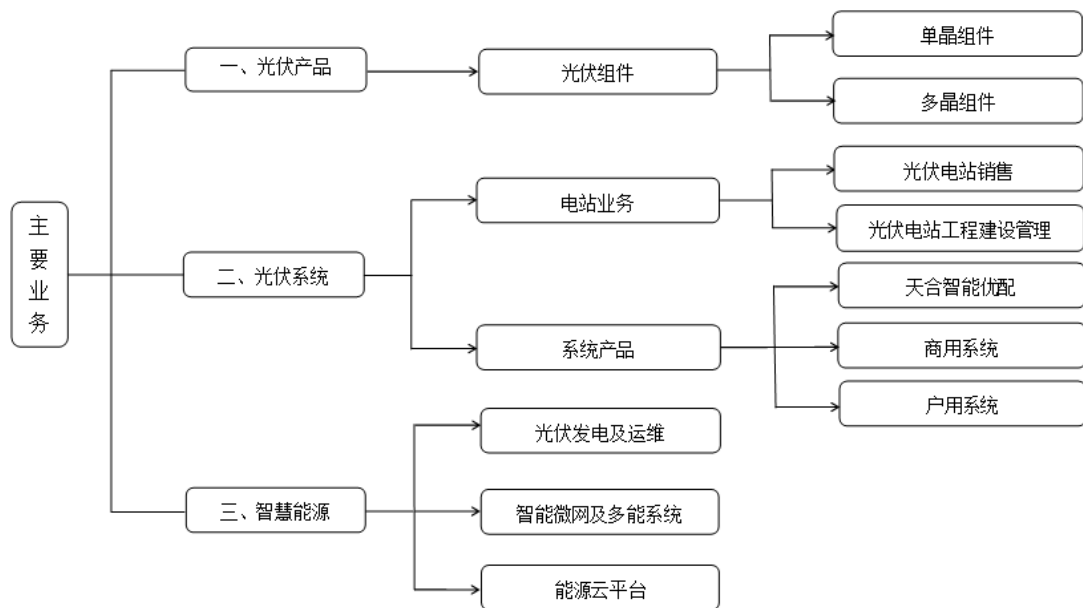 主要业务
一、光伏产品
光伏组件
单晶组件
多晶组件
二、光伏系统
电站业务
光伏电站销售
光伏电站工程建设管理
系统产品
天合智能优配
商用系统
户用系统
三、智慧能源
光伏发电及运维
智能微网及多能系统
能源云平台